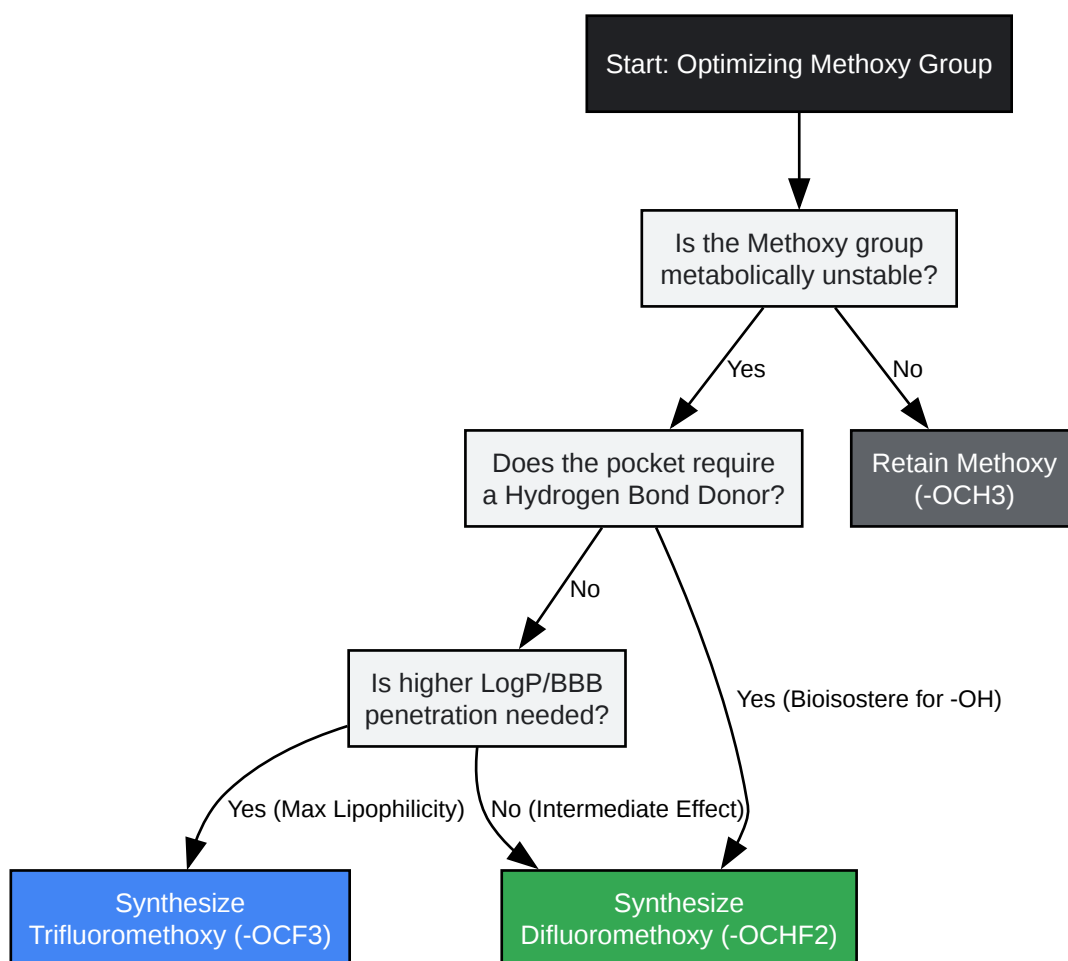 Start: Optimizing Methoxy Group
Is the Methoxy group
metabolically unstable?
Yes
No
Does the pocket require
a Hydrogen Bond Donor?
Retain Methoxy
(-OCH3)
No
Is higher LogP/BBB
penetration needed?
Yes (Bioisostere for -OH)
Yes (Max Lipophilicity)
No (Intermediate Effect)
Synthesize
Trifluoromethoxy (-OCF3)
Synthesize
Difluoromethoxy (-OCHF2)